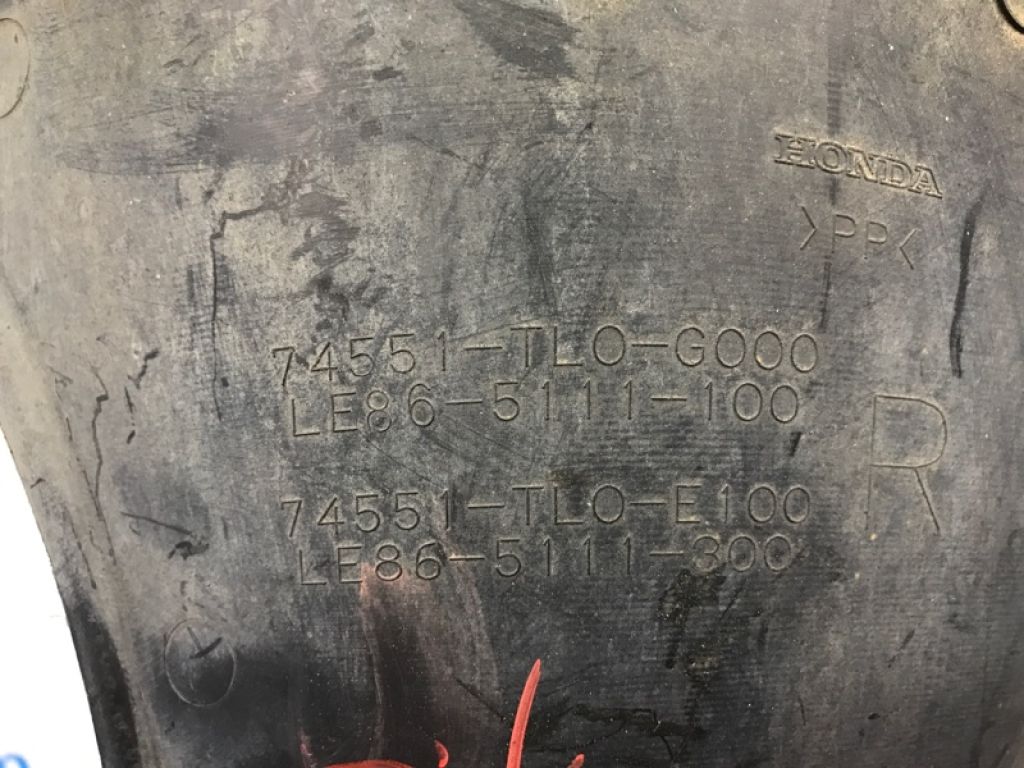 HONDA
>PP<
74551-TL0-G000
LE86-5111-100
R
74551-TL0-E100
LE86-5111-300